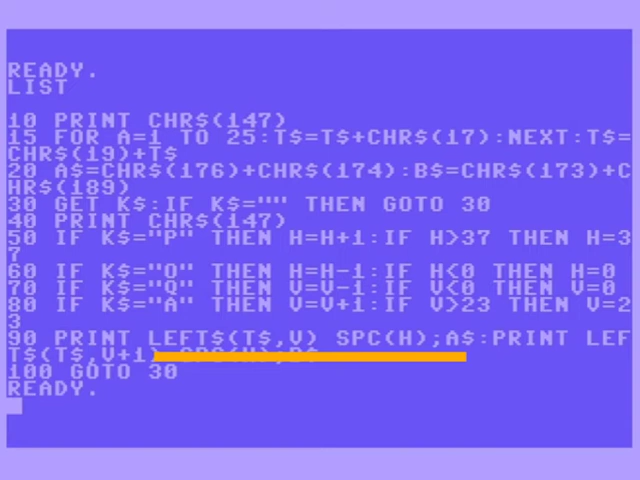 READY.
LIST
10 PRINT CHR$(147)
15 FOR A=1 TO 25:T$=T$+CHR$(17):NEXT:T$=
CHR$(19)+T$
20 A$=CHR$(176)+CHR$(174):B$=CHR$(173)+C
HR$(189)
30 GET K$:IF K$="" THEN GOTO 30
40 PRINT CHR$(147)
50 IF K$="P" THEN H=H+1:IF H>37 THEN H=3
7
60 IF K$="O" THEN H=H-1:IF H<0 THEN H=0
70 IF K$="Q" THEN V=V-1:IF V<0 THEN V=0
80 IF K$="A" THEN V=V+1:IF V>23 THEN V=2
3
90 PRINT LEFT$(T$,V) SPC(H);A$:PRINT LEF
T$(T$,V+1)
100 GOTO 30
READY.